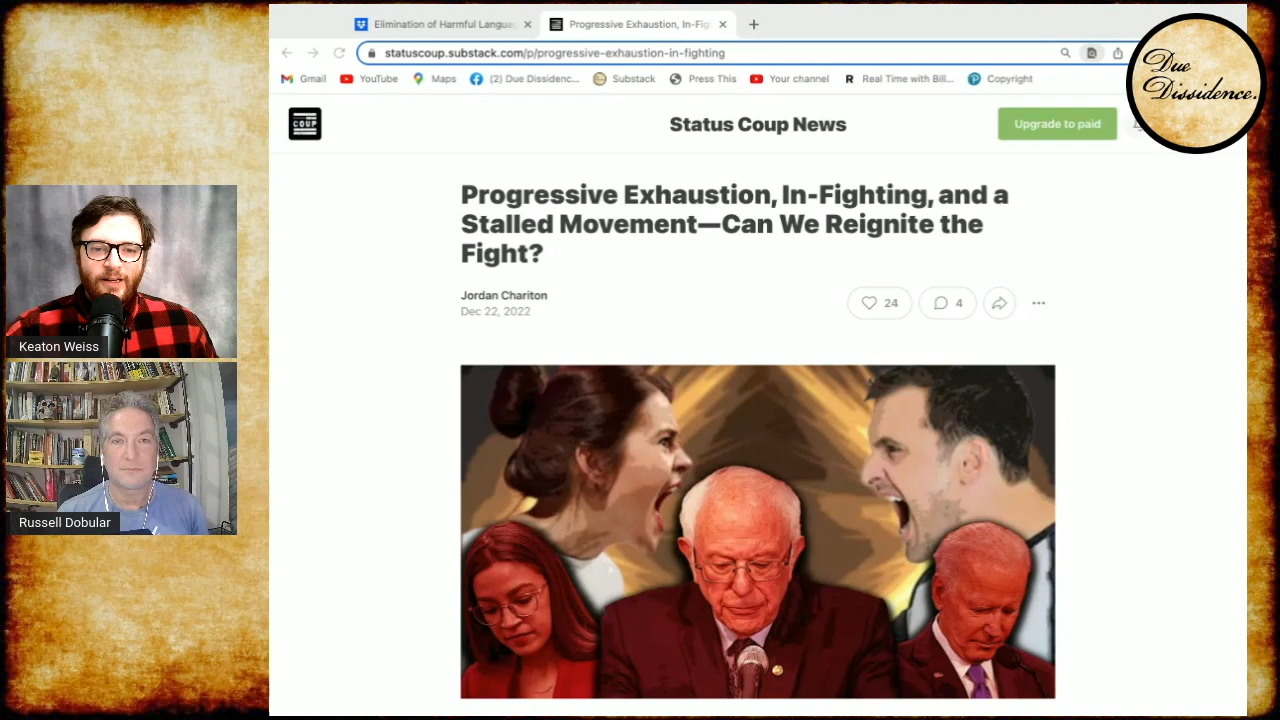 Elimination of Harmful Langua
Progressive Exhaustion, In-Fig
statuscoup.substack.com/p/progressive-exhaustion-in-fighting
Gmail
YouTube
Maps
(2) Due Dissidenc...
Substack
Press This
Your channel
R
Real Time with Bill...
Copyright
Due
Dissidence.
COUP
Status Coup News
Upgrade to paid
Progressive Exhaustion, In-Fighting, and a
Stalled Movement—Can We Reignite the
Fight?
Jordan Chariton
Dec 22, 2022
24
4
Keaton Weiss
Russell Dobular